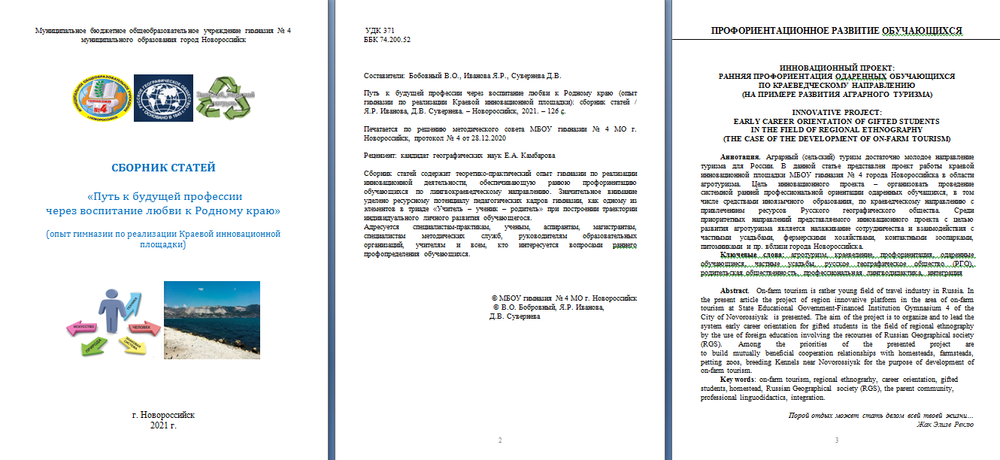 Муниципальное бюджетное общеобразовательное учреждение гимназия № 4
муниципального образования город Новороссийск
СБОРНИК СТАТЕЙ
«Путь к будущей профессии
через воспитание любви к Родному краю»
(опыт гимназии по реализации Краевой инновационной
площадки)
ТЕХНИКА
ИСКУССТВО
ЧЕЛОВЕК
ПРИРОДА
ЗНАКОВАЯ
СИСТЕМА
г. Новороссийск
2021 г.
УДК 371
ББК 74.200.52
Составители: Бобовный В.О., Иванова Я.Р., Сувернева Д.В.
Путь к будущей профессии через воспитание любви к Родному краю (опыт
гимназии по реализации Краевой инновационной площадки): сборник статей /
Я.Р. Иванова, Д.В. Сувернева. – Новороссийск, 2021. – 126 с.
Печатается по решению методического совета МБОУ гимназии № 4 МО г.
Новороссийск, протокол № 4 от 28.12.2020
Рецензент: кандидат географических наук Е.А. Камбарова
Сборник статей содержит теоретико-практический опыт гимназии по реализации
инновационной деятельности, обеспечивающую раннюю профориентацию
обучающихся по лингвокраеведческому направлению. Значительное внимание
уделено ресурсному потенциалу педагогических кадров гимназии, как одному из
элементов в триаде «Учитель – ученик – родитель» при построении траектории
индивидуального личного развития обучающегося.
Адресуется специалистам-практикам, ученым, аспирантам, магистрантам,
специалистам методических служб, руководителям образовательных
организаций, учителям и всем, кто интересуется вопросами раннего
профопределения обучающихся.
© МБОУ гимназия № 4 МО г. Новороссийск
© В.О. Бобровный, Я.Р. Иванова,
Д.В. Сувернева
2
ПРОФОРИЕНТАЦИОННОЕ РАЗВИТИЕ ОБУЧАЮЩИХСЯ
ИННОВАЦИОННЫЙ ПРОЕКТ:
РАННЯЯ ПРОФОРИЕНТАЦИЯ ОДАРЕННЫХ ОБУЧАЮЩИХСЯ
ПО КРАЕВЕДЧЕСКОМУ НАПРАВЛЕНИЮ
(НА ПРИМЕРЕ РАЗВИТИЯ АГРАРНОГО ТУРИЗМА)
INNOVATIVE PROJECT:
EARLY CAREER ORIENTATION OF GIFTED STUDENTS
IN THE FIELD OF REGIONAL ETHNOGRAPHY
(THE CASE OF THE DEVELOPMENT OF ON-FARM TOURISM)
Аннотация. Аграрный (сельский) туризм достаточно молодое направление
туризма для России. В данной статье представлен проект работы краевой
инновационной площадки МБОУ гимназия № 4 города Новороссийска в области
агротуризма. Цель инновационного проекта – организовать проведение
системной ранней профессиональной ориентации одаренных обучащихся, в том
числе средствами иноязычного образования, по краеведческому направлению с
привлечением ресурсов Русского географического общества. Среди
приоритетных направлений представляемого инновационного проекта с целью
развития агротуризма является налаживание сотрудничества и взаимодействия с
частными усадьбами, фермерскими хозяйствами, контактными зоопарками,
питомниками и пр. вблизи города Новороссийска.
Ключевые слова: агротуризм, краеведение, профориентация, одаренные
обучающиеся, частные усадьбы, русское географическое общество (РГО),
родительская общественность, профессиональная лингводидактика, интеграция
Abstract. On-farm tourism is rather young field of travel industry in Russia. In
the present article the project of region innovative platform in the area of on-farm
tourism at State Educational Government-Financed Institution Gymnasium 4 of the
City of Novorossiysk is presented. The aim of the project is to organize and to lead the
system early career orientation for gifted students in the field of regional ethnography
by the use of foreign education involving the recourses of Russian Geographical society
(RGS). Among the priorities of the presented project are
to build mutually beneficial cooperation relationships with homesteads, farmsteads,
petting zoos, breeding Kennels near Novorossiysk for the purpose of development of
on-farm tourism.
Key words: on-farm tourism, regional ethnograrhy, career orientation, gifted
students, homestead, Russian Geographical society (RGS), the parent community,
professional linguodidactics, integration.
Порой отдых может стать делом всей твоей жизни…
Жак Элизе Реклю
3